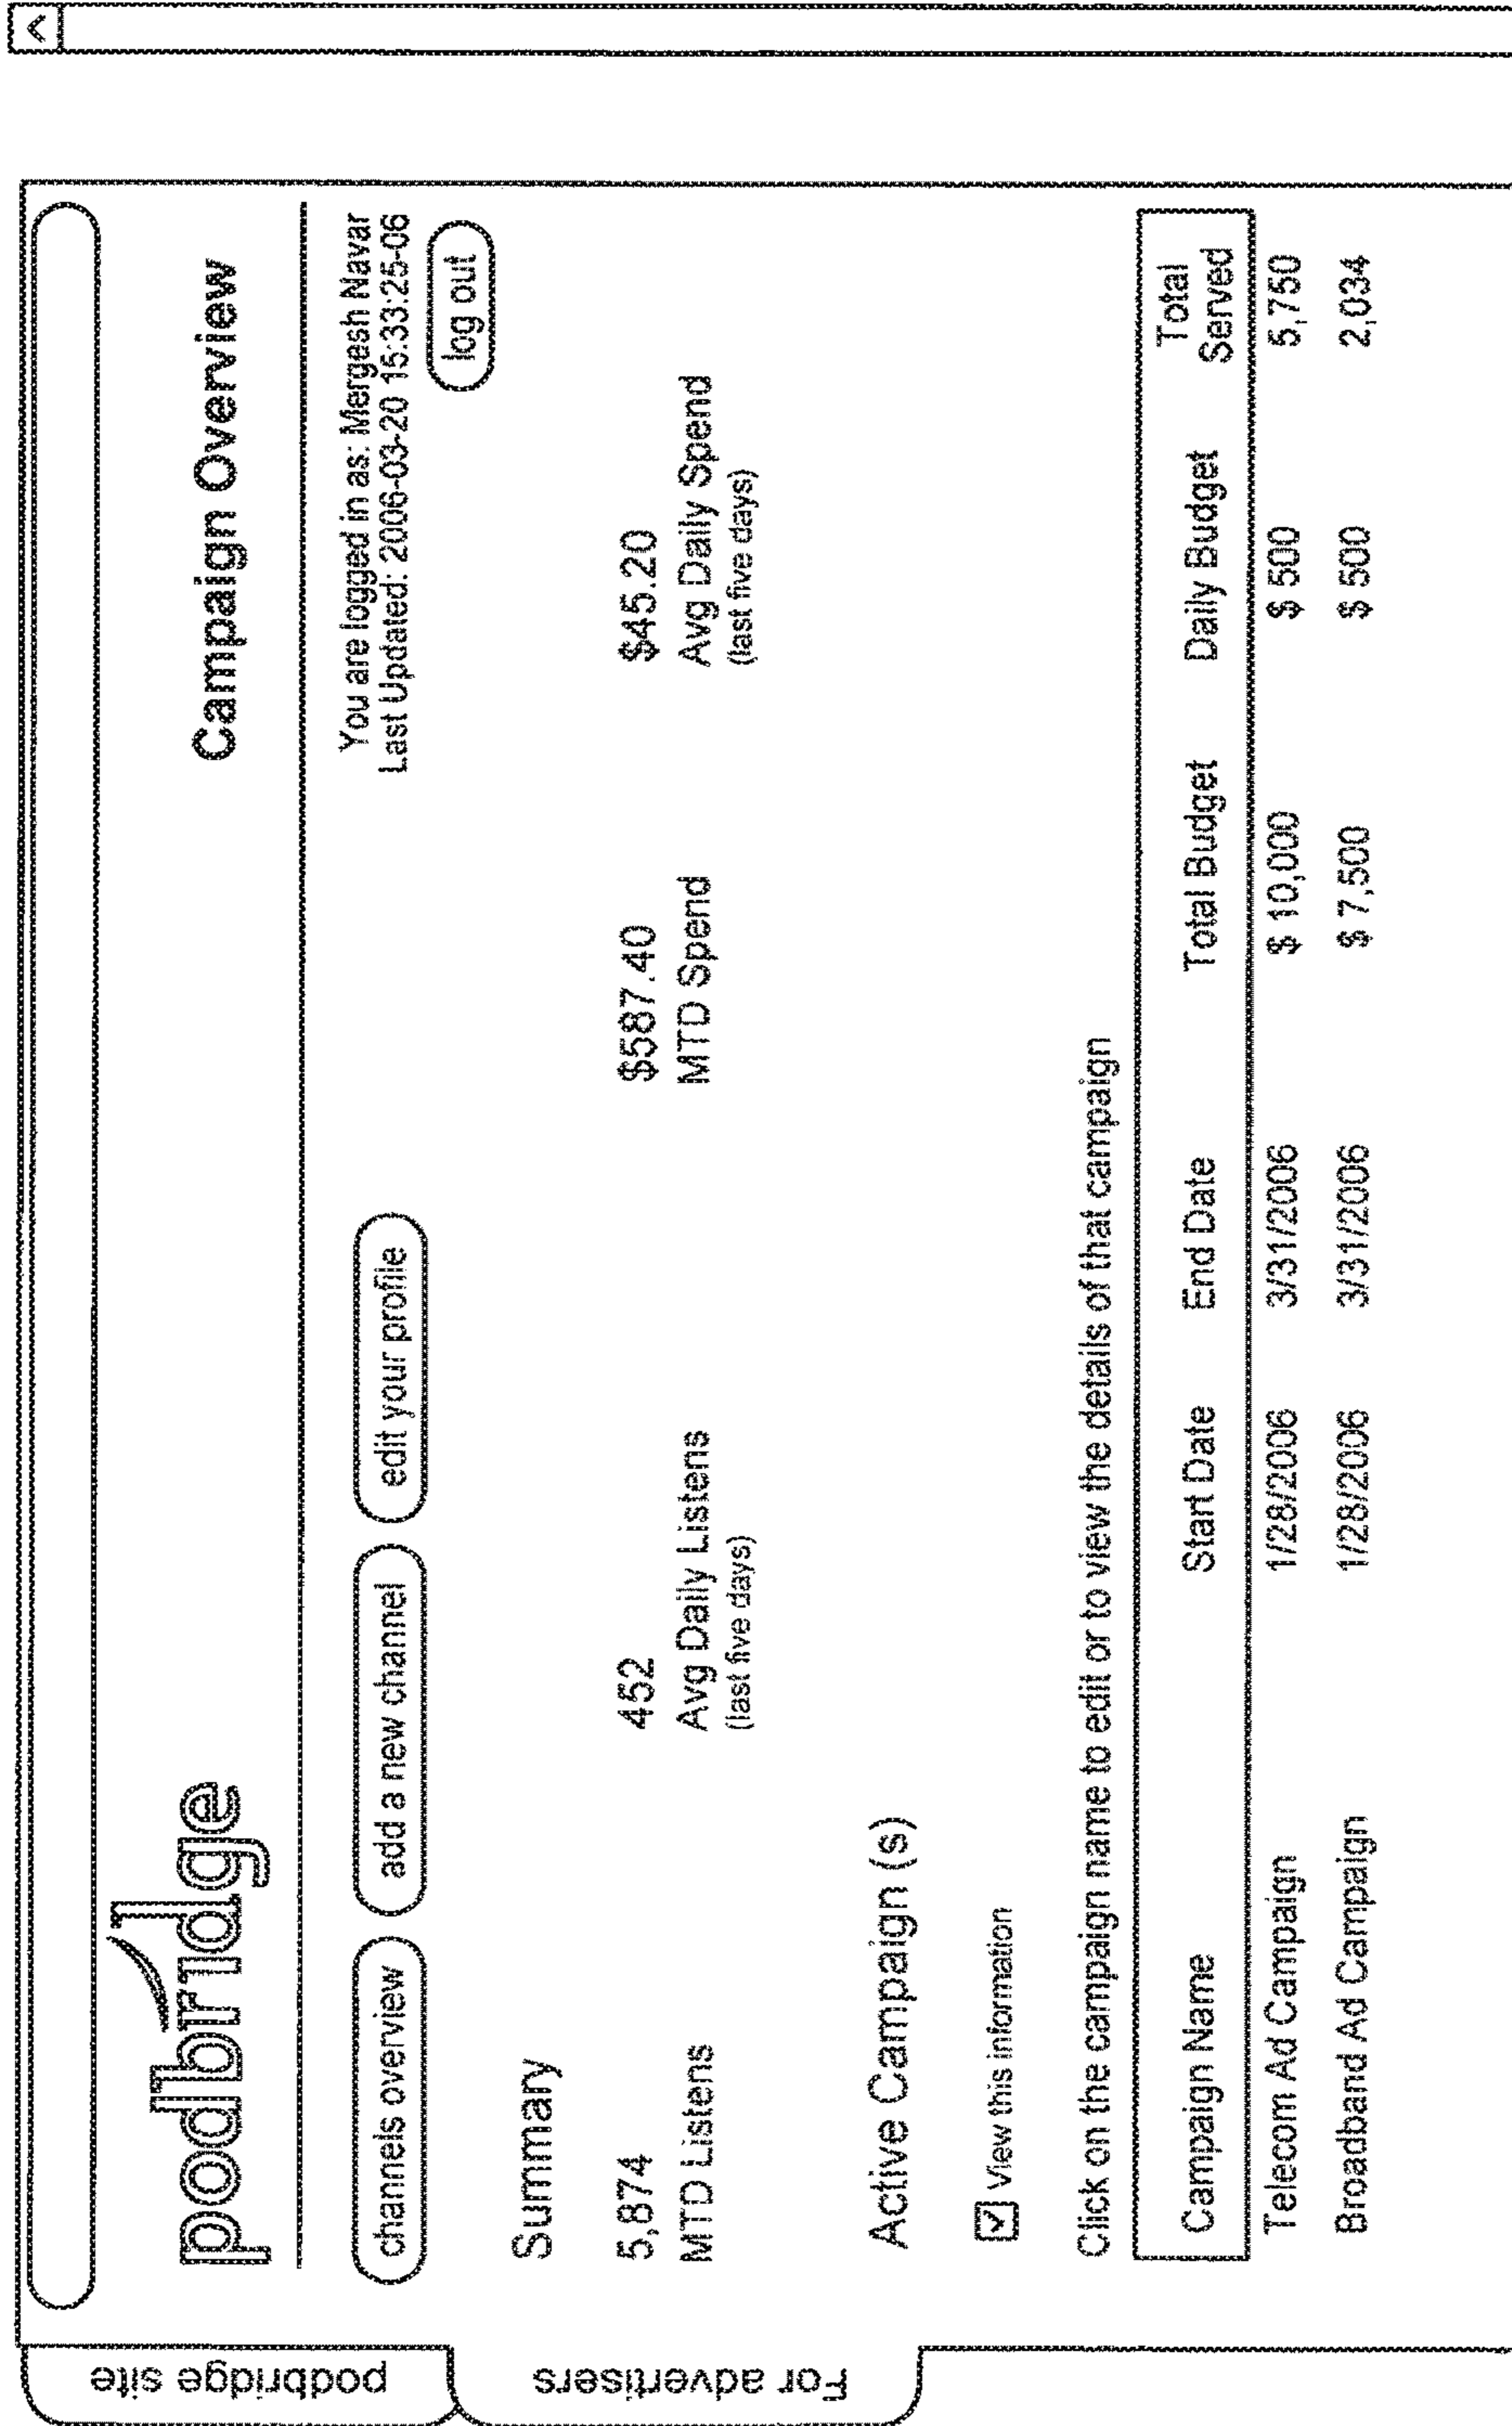 podbridge site
For advertisers
podbridge
Campaign Overview
channels overview add a new channel edit your profile
You are logged in as: Mergesh Navar
Last Updated: 2006-03-20 15:33:25-06
log out
Summary
5,874 452 $587.40 $45.20
MTD Listens Avg Daily Listens MTD Spend Avg Daily Spend
(last five days) (last five days)
Active Campaign (s)
View this information
Click on the campaign name to edit or to view the details of that campaign
Campaign Name Start Date End Date Total Budget Daily Budget Total Served
Telecom Ad Campaign 1/28/2006 3/31/2006 $ 10,000 $ 500 5,750
Broadband Ad Campaign 1/28/2006 3/31/2006 $ 7,500 $ 500 2,034